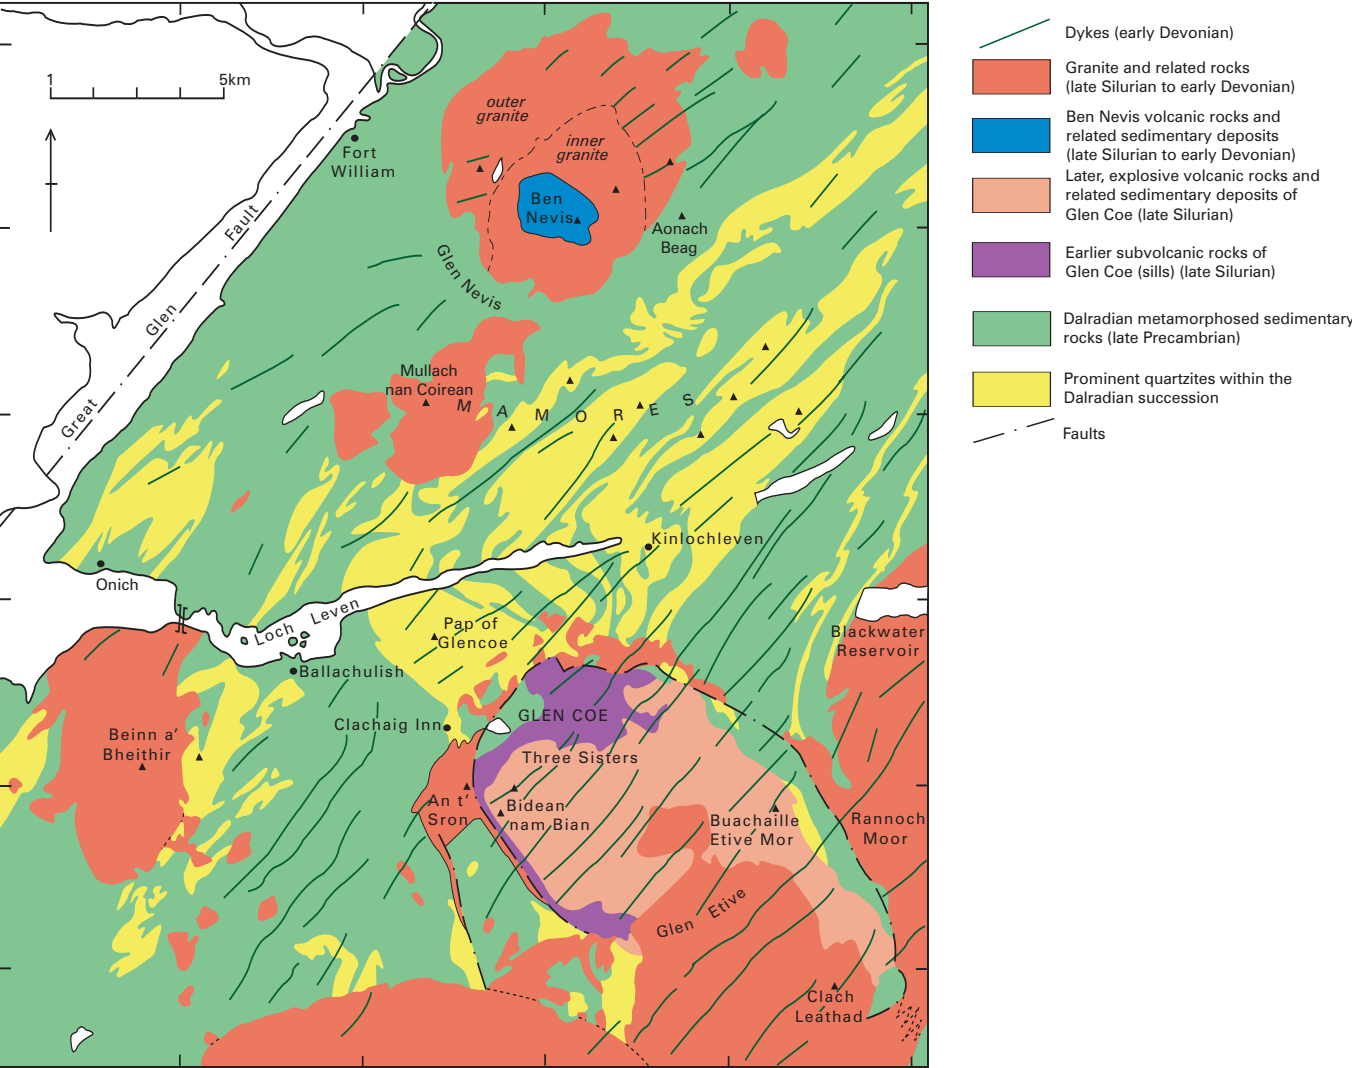 1
5km
outer
granite
inner
granite
Fort
William
Ben
Nevis
Aonach
Beag
Glen Nevis
Great Glen Fault
Mullach
nan Coirean
MAMORES
Kinlochleven
Onich
Loch Leven
Pap of
Glencoe
Blackwater
Reservoir
Ballachulish
Clachaig Inn
GLEN COE
Beinn a'
Bheithir
Three Sisters
An t'
Sron
Bidean
nam Bian
Buachaille
Etive Mor
Rannoch
Moor
Glen Etive
Clach
Leathad
Dykes (early Devonian)
Granite and related rocks
(late Silurian to early Devonian)
Ben Nevis volcanic rocks and
related sedimentary deposits
(late Silurian to early Devonian)
Later, explosive volcanic rocks and
related sedimentary deposits of
Glen Coe (late Silurian)
Earlier subvolcanic rocks of
Glen Coe (sills) (late Silurian)
Dalradian metamorphosed sedimentary
rocks (late Precambrian)
Prominent quartzites within the
Dalradian succession
Faults